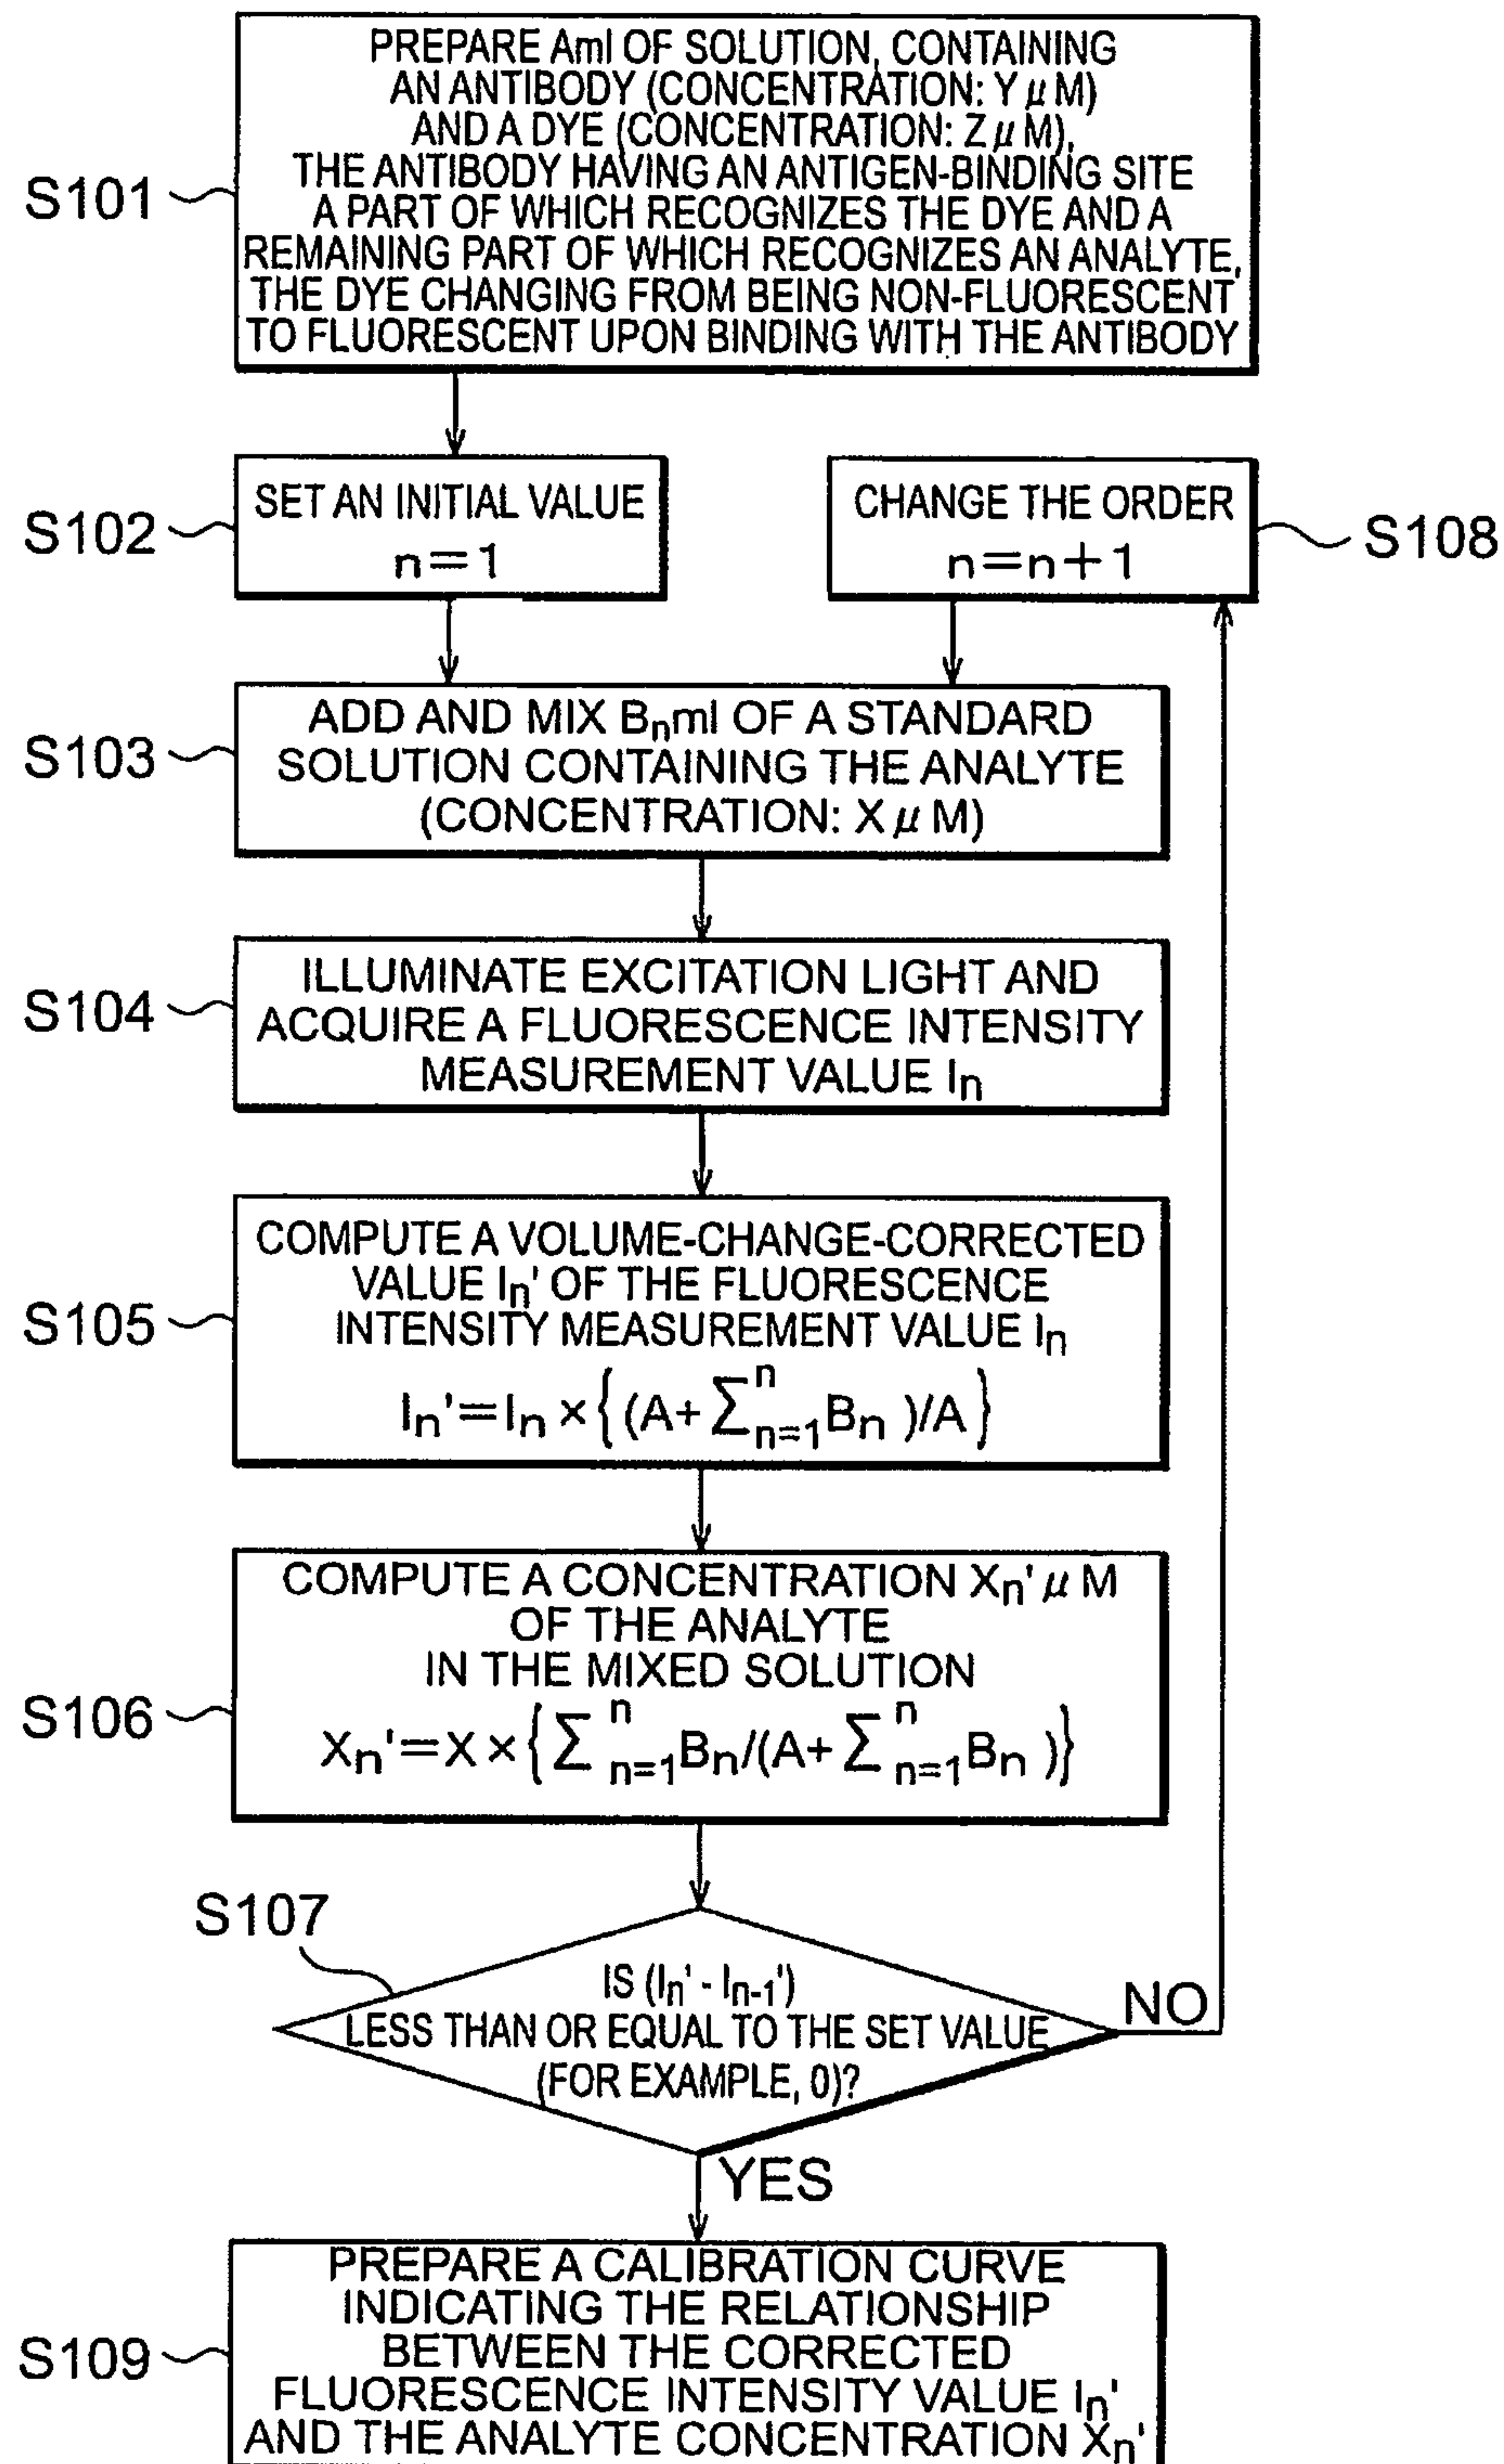 S101
PREPARE Aml OF SOLUTION, CONTAINING
AN ANTIBODY (CONCENTRATION: Y μ M)
AND A DYE (CONCENTRATION: Z μ M),
THE ANTIBODY HAVING AN ANTIGEN-BINDING SITE
A PART OF WHICH RECOGNIZES THE DYE AND A
REMAINING PART OF WHICH RECOGNIZES AN ANALYTE,
THE DYE CHANGING FROM BEING NON-FLUORESCENT
TO FLUORESCENT UPON BINDING WITH THE ANTIBODY
S102
SET AN INITIAL VALUE
n=1
CHANGE THE ORDER
n=n+1
S108
S103
ADD AND MIX Bnml OF A STANDARD
SOLUTION CONTAINING THE ANALYTE
(CONCENTRATION: X μ M)
S104
ILLUMINATE EXCITATION LIGHT AND
ACQUIRE A FLUORESCENCE INTENSITY
MEASUREMENT VALUE In
S105
COMPUTE A VOLUME-CHANGE-CORRECTED
VALUE In' OF THE FLUORESCENCE
INTENSITY MEASUREMENT VALUE In
In'=In×{(A+∑ⁿn=1Bn)/A}
S106
COMPUTE A CONCENTRATION Xn' μ M
OF THE ANALYTE
IN THE MIXED SOLUTION
Xn'=X×{∑ⁿn=1Bn/(A+∑ⁿn=1Bn)}
S107
IS (In' - In-1')
LESS THAN OR EQUAL TO THE SET VALUE
(FOR EXAMPLE, 0)?
NO
YES
S109
PREPARE A CALIBRATION CURVE
INDICATING THE RELATIONSHIP
BETWEEN THE CORRECTED
FLUORESCENCE INTENSITY VALUE In'
AND THE ANALYTE CONCENTRATION Xn'